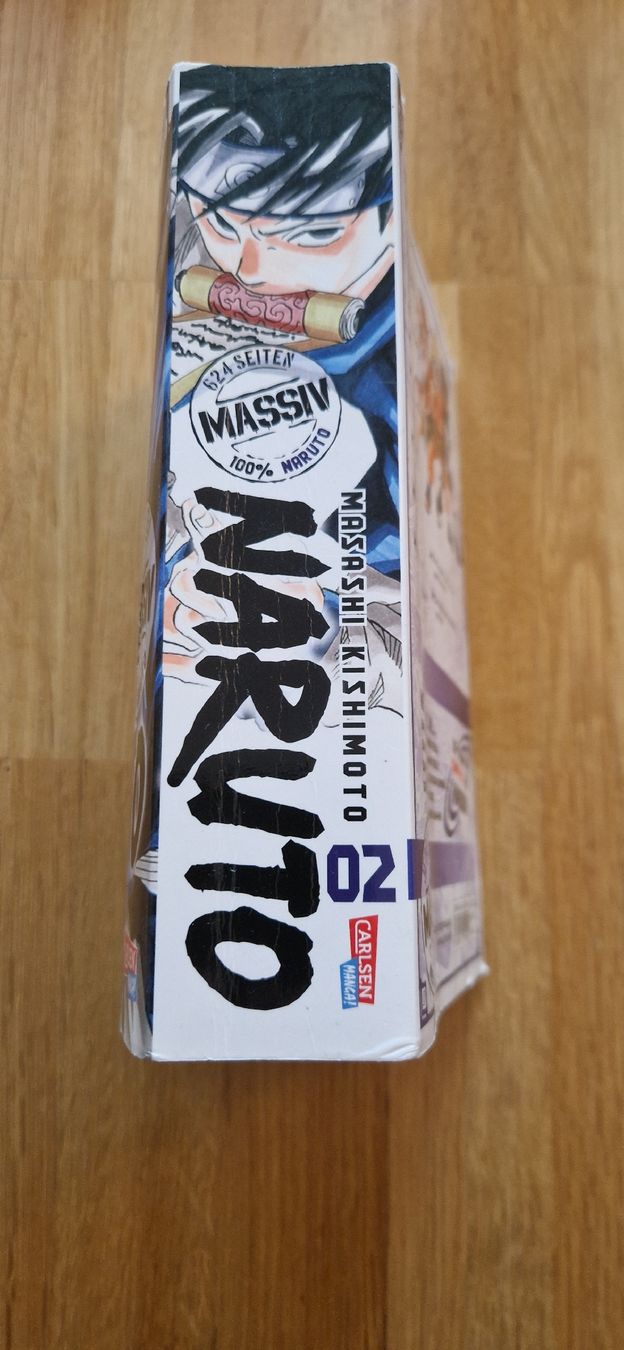 624 SEITEN
MASSIV
100% NARUTO
MASASHI KISHIMOTO
NARUTO
02
CARLSEN
MANGA!